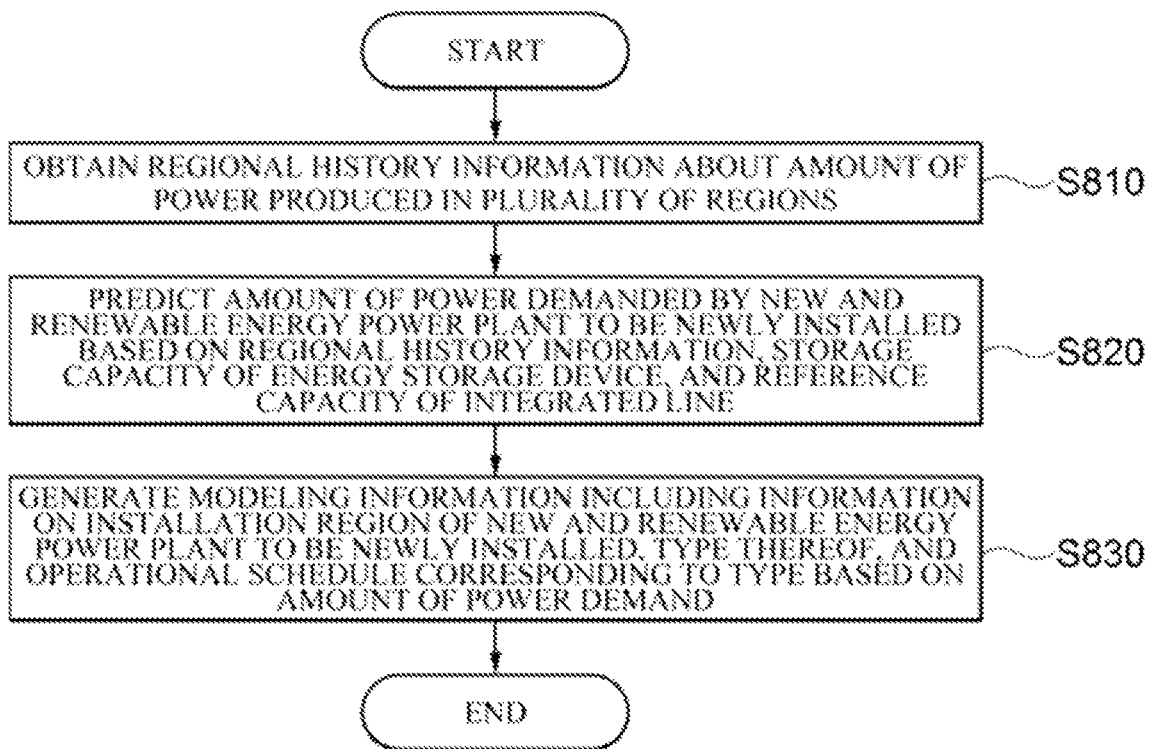 START
OBTAIN REGIONAL HISTORY INFORMATION ABOUT AMOUNT OF
POWER PRODUCED IN PLURALITY OF REGIONS
S810
PREDICT AMOUNT OF POWER DEMANDED BY NEW AND
RENEWABLE ENERGY POWER PLANT TO BE NEWLY INSTALLED
BASED ON REGIONAL HISTORY INFORMATION, STORAGE
CAPACITY OF ENERGY STORAGE DEVICE, AND REFERENCE
CAPACITY OF INTEGRATED LINE
S820
GENERATE MODELING INFORMATION INCLUDING INFORMATION
ON INSTALLATION REGION OF NEW AND RENEWABLE ENERGY
POWER PLANT TO BE NEWLY INSTALLED, TYPE THEREOF, AND
OPERATIONAL SCHEDULE CORRESPONDING TO TYPE BASED ON
AMOUNT OF POWER DEMAND
S830
END